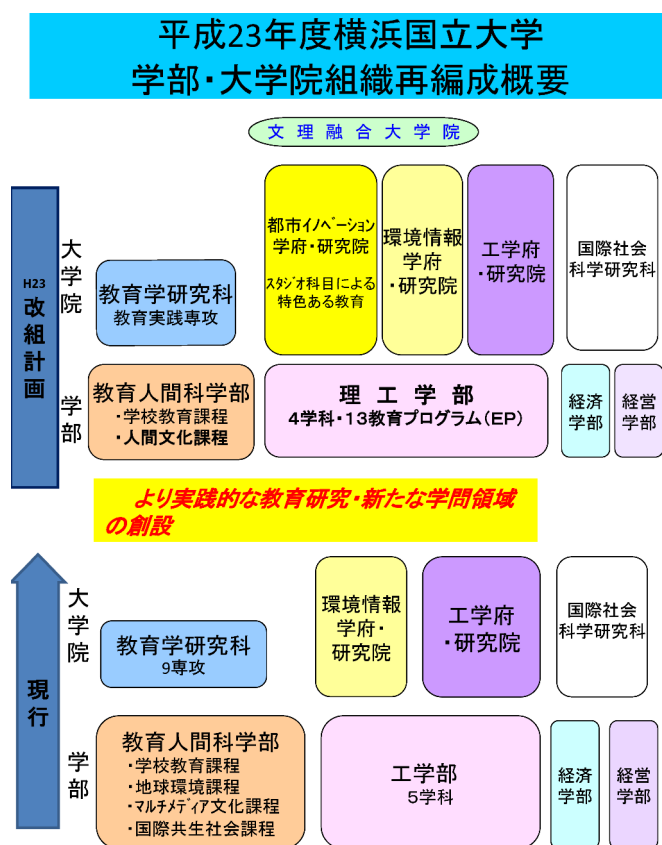 平成23年度横浜国立大学
学部・大学院組織再編成概要
文理融合大学院
H23
改組計画
大学院
教育学研究科
教育実践専攻
都市イノベーション
学府・研究院
スタジオ科目による
特色ある教育
環境情報
学府
・研究院
工学府
・研究院
国際社会
科学研究科
学部
教育人間科学部
・学校教育課程
・人間文化課程
理工学部
4学科・13教育プログラム(EP)
経済
学部
経営
学部
より実践的な教育研究・新たな学問領域
の創設
現行
大学院
教育学研究科
9専攻
環境情報
学府・
研究院
工学府
・研究院
国際社会
科学研究科
学部
教育人間科学部
・学校教育課程
・地球環境課程
・マルチメディア文化課程
・国際共生社会課程
工学部
5学科
経済
学部
経営
学部